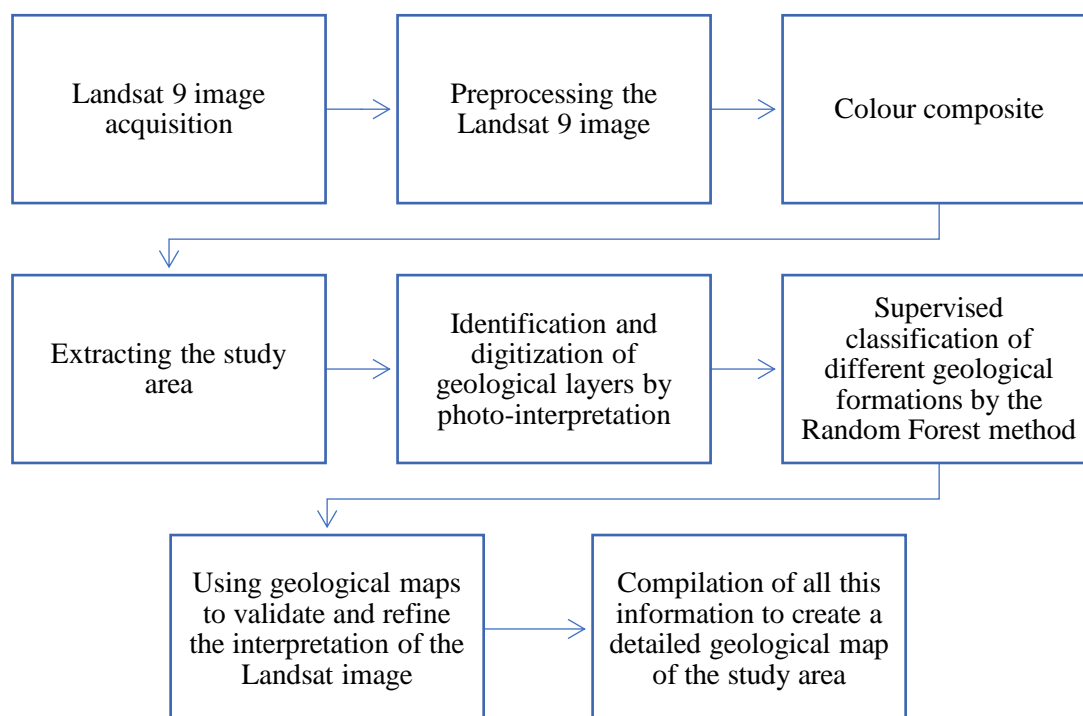 Landsat 9 image
acquisition
Preprocessing the
Landsat 9 image
Colour composite
Extracting the study
area
Identification and
digitization of
geological layers by
photo-interpretation
Supervised
classification of
different geological
formations by the
Random Forest method
Using geological maps
to validate and refine
the interpretation of the
Landsat image
Compilation of all this
information to create a
detailed geological map
of the study area